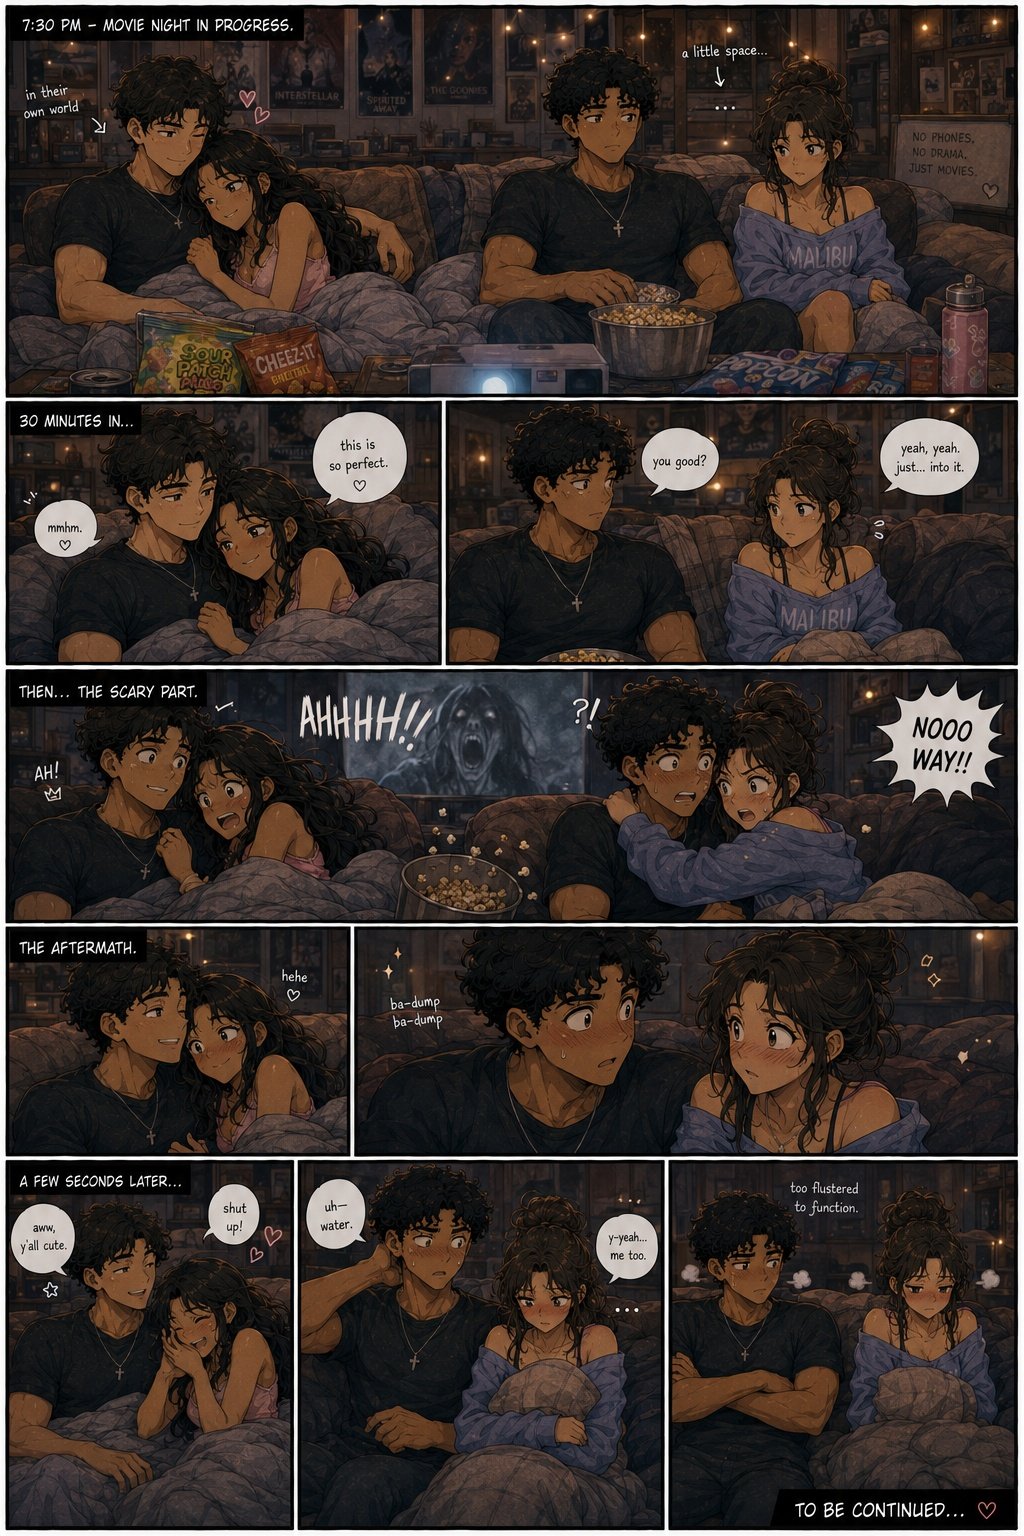 7:30 PM – MOVIE NIGHT IN PROGRESS.
in their
own world
INTERSTELLAR
SPIRITED
AWAY
THE GOONIES
a little space...
...
NO PHONES,
NO DRAMA,
JUST MOVIES.
MALIBU
SOUR
PATCH
CHEEZ-IT
30 MINUTES IN...
mmhm.
this is
so perfect.
you good?
yeah, yeah.
just... into it.
MALIBU
THEN... THE SCARY PART.
AH!
AHHHH!!
?!
NOOO
WAY!!
THE AFTERMATH.
hehe
ba-dump
ba-dump
A FEW SECONDS LATER...
aww,
y'all cute.
shut
up!
uh—
water.
y-yeah...
me too.
...
too flustered
to function.
TO BE CONTINUED...